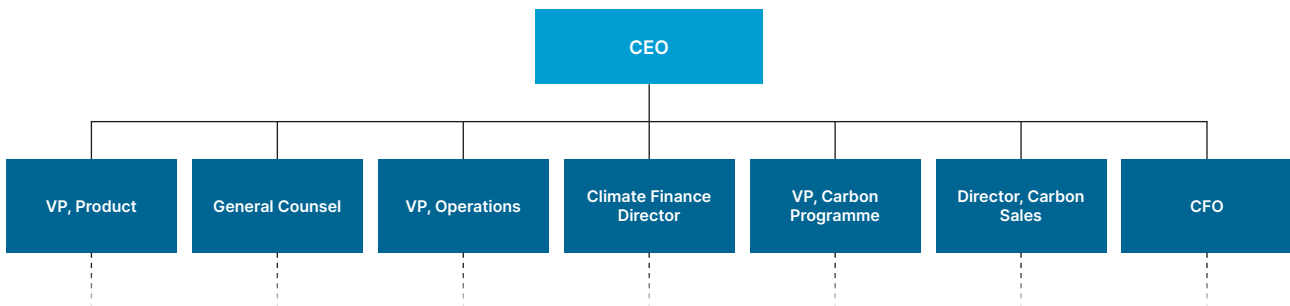 CEO
VP, Product
General Counsel
VP, Operations
Climate Finance
Director
VP, Carbon
Programme
Director, Carbon
Sales
CFO